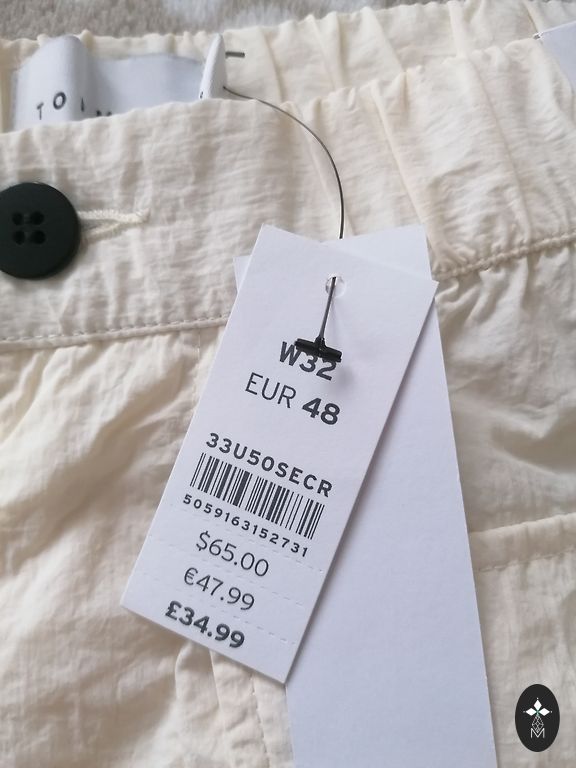 W32
EUR 48
33U50SECR
5059163152731
$65.00
€47.99
£34.99